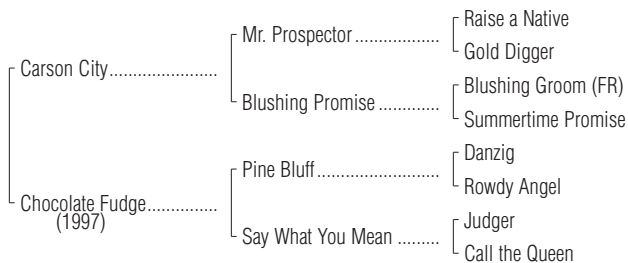 Raise a Native
Mr. Prospector ..................
Gold Digger
Carson City.......................
Blushing Groom (FR)
Blushing Promise .............
Summertime Promise
Danzig
Pine Bluff..........................
Rowdy Angel
Chocolate Fudge...............
(1997)
Judger
Say What You Mean .........
Call the Queen